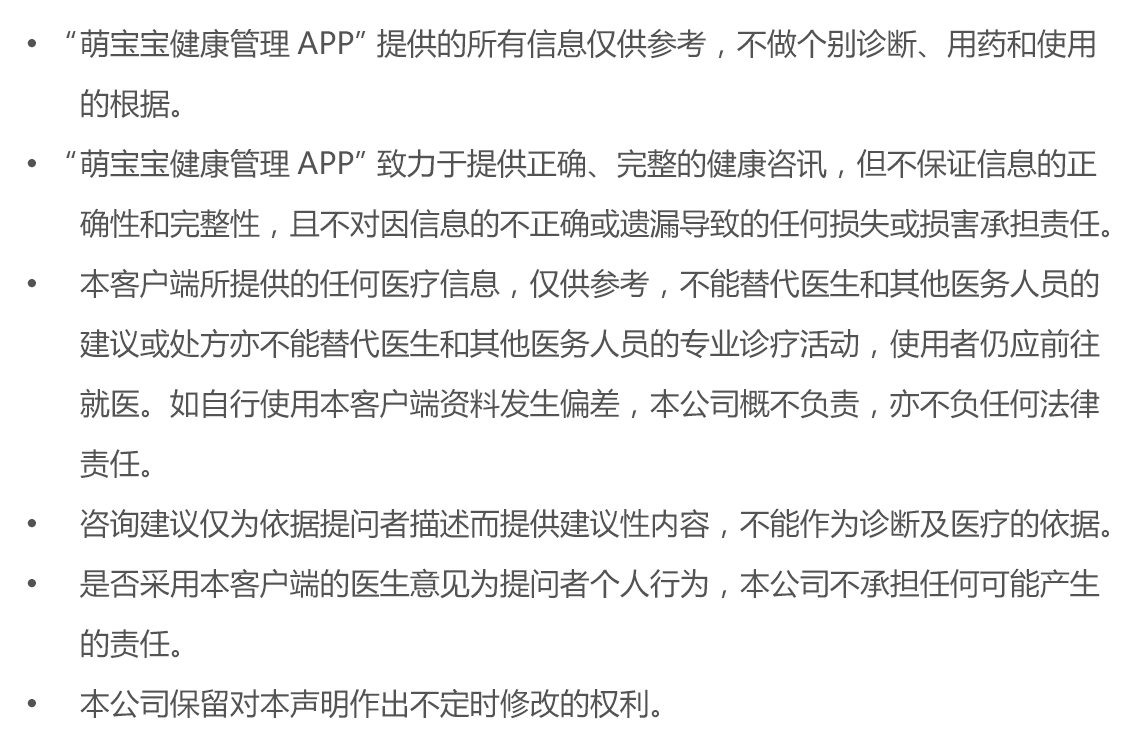 • “萌宝宝健康管理 APP” 提供的所有信息仅供参考，不做个别诊断、用药和使用
的根据。
• “萌宝宝健康管理 APP” 致力于提供正确、完整的健康咨讯，但不保证信息的正
确性和完整性，且不对因信息的不正确或遗漏导致的任何损失或损害承担责任。
• 本客户端所提供的任何医疗信息，仅供参考，不能替代医生和其他医务人员的
建议或处方亦不能替代医生和其他医务人员的专业诊疗活动，使用者仍应前往
就医。如自行使用本客户端资料发生偏差，本公司概不负责，亦不负任何法律
责任。
• 咨询建议仅为依据提问者描述而提供建议性内容，不能作为诊断及医疗的依据。
• 是否采用本客户端的医生意见为提问者个人行为，本公司不承担任何可能产生
的责任。
• 本公司保留对本声明作出不定时修改的权利。